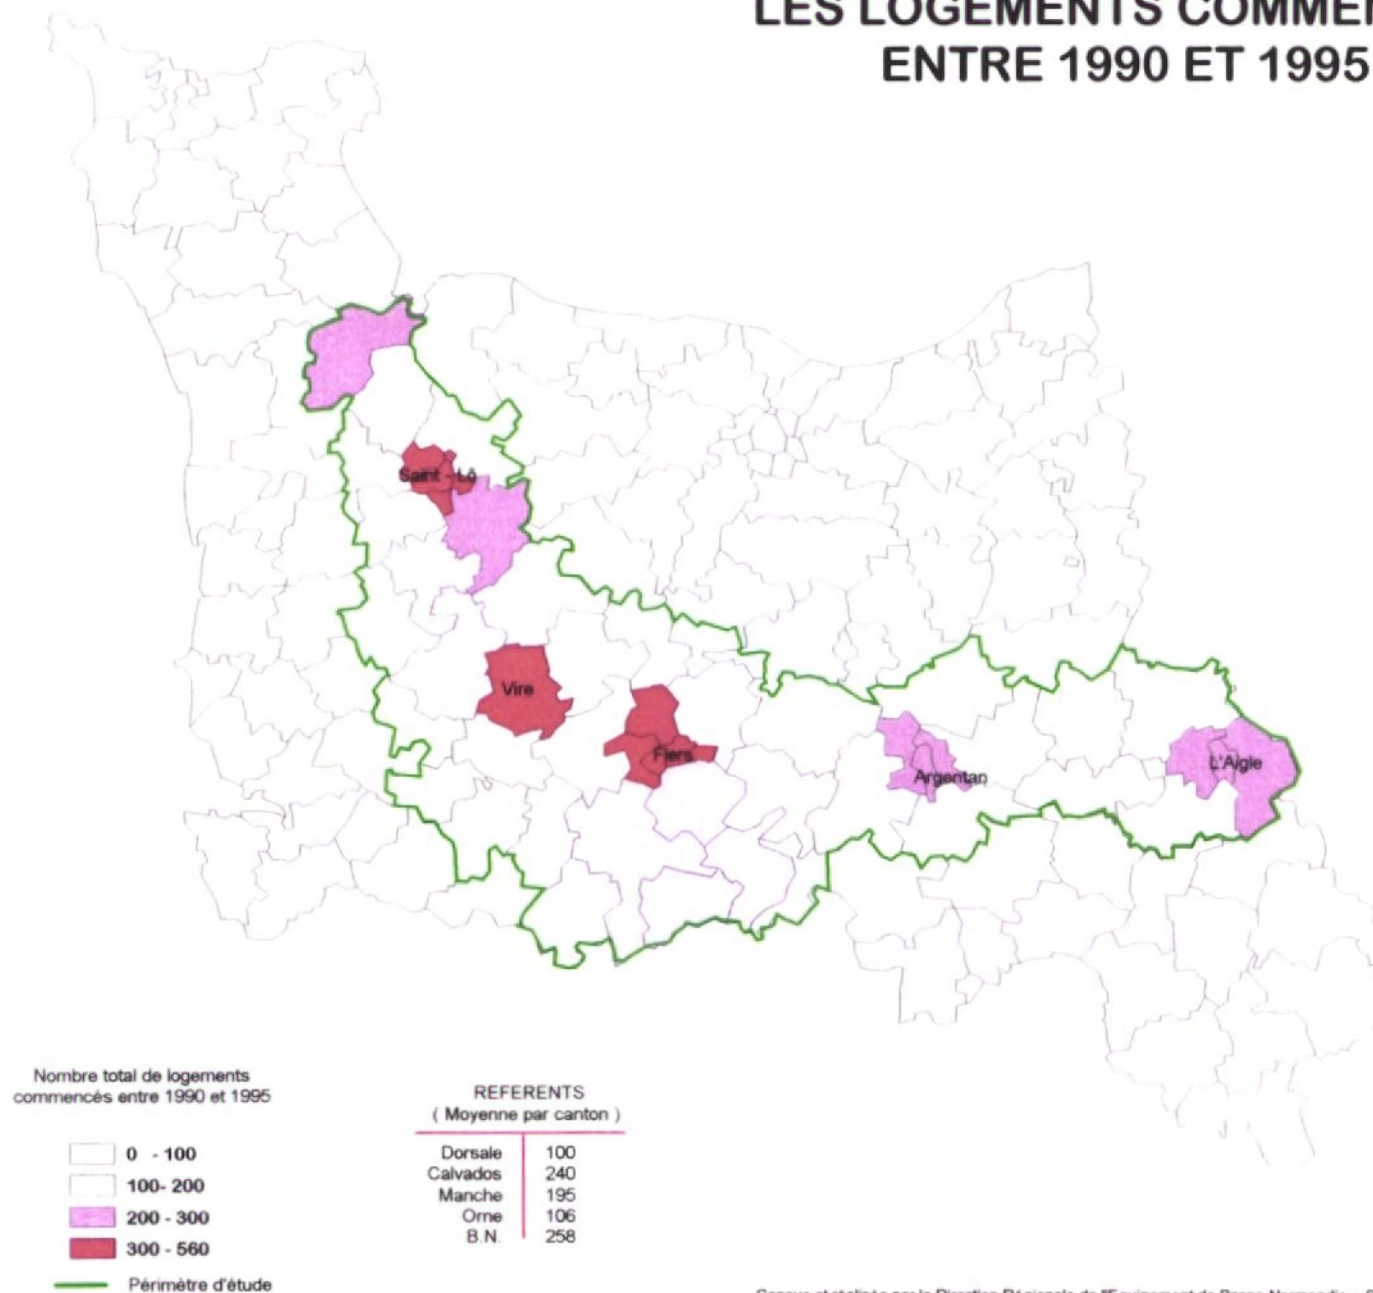 LES LOGEMENTS
ENTRE 1990 ET 1995
Saint - Lô
Vire
Flers
Argentan
L'Aigle
Nombre total de logements
commencés entre 1990 et 1995
0 - 100
100- 200
200 - 300
300 - 560
Périmètre d'étude
REFERENTS
( Moyenne par canton )
Dorsale 100
Calvados 240
Manche 195
Orne 106
B.N. 258